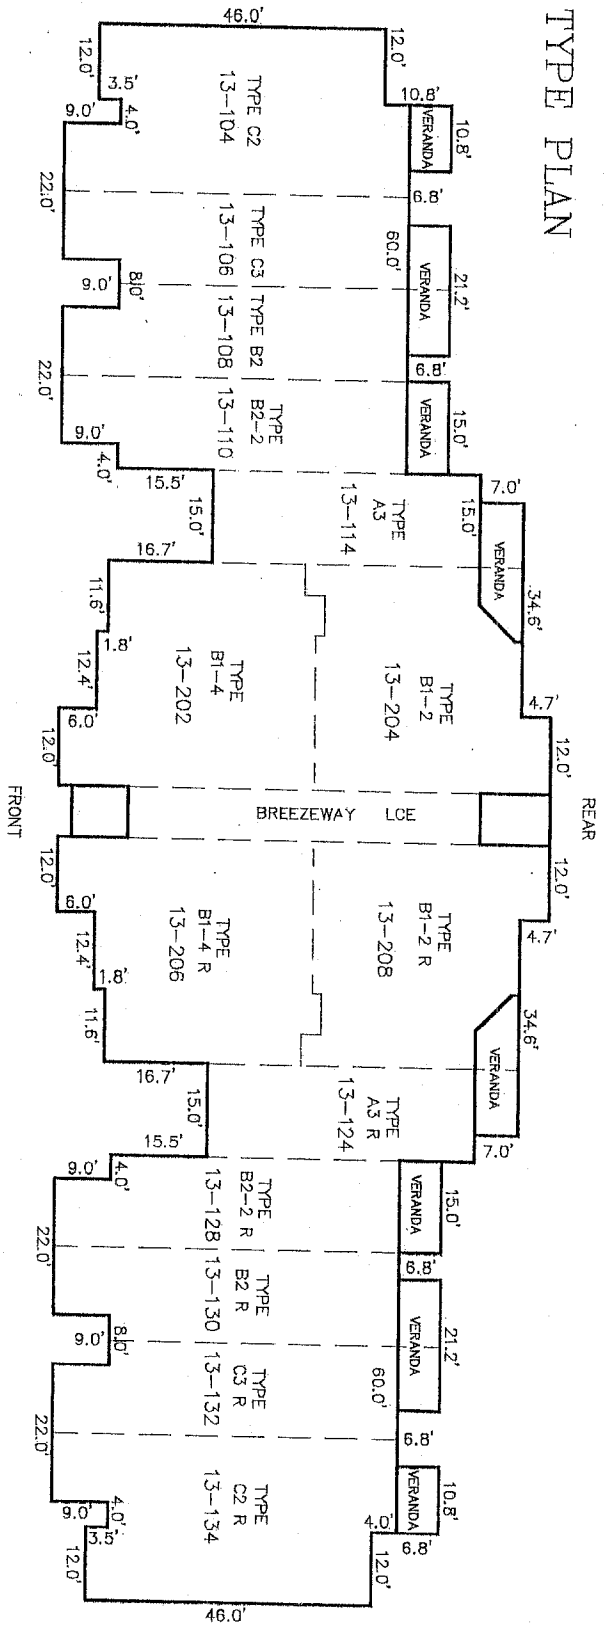 TYPE PLAN
46.0'
12.0'
12.0'
3.5'
4.0'
9.0'
TYPE C2
13-104
10.8'
VERANDA
10.8'
6.8'
22.0'
TYPE C3
13-106
60.0'
VERANDA
21.2'
9.0'
8.0'
TYPE B2
13-108
6.8'
22.0'
TYPE
B2-2
13-110
VERANDA
15.0'
9.0'
4.0'
15.5'
15.0'
TYPE
A3
13-114
15.0'
7.0'
VERANDA
34.6'
16.7'
11.6'
1.8'
12.4'
6.0'
12.0'
TYPE
B1-4
13-202
TYPE
B1-2
13-204
4.7'
12.0'
FRONT
BREEZEWAY LCE
REAR
12.0'
6.0'
12.4'
1.8'
11.6'
TYPE
B1-4 R
13-206
TYPE
B1-2 R
13-208
12.0'
4.7'
34.6'
VERANDA
16.7'
15.0'
15.5'
TYPE
A3 R
13-124
7.0'
9.0'
4.0'
TYPE
B2-2 R
13-128
VERANDA
15.0'
22.0'
TYPE
B2 R
13-130
6.8'
9.0'
8.0'
TYPE
C3 R
13-132
60.0'
VERANDA
21.2'
22.0'
6.8'
TYPE
C2 R
13-134
VERANDA
10.8'
9.0'
4.0'
3.5'
12.0'
4.0'
6.8'
12.0'
46.0'